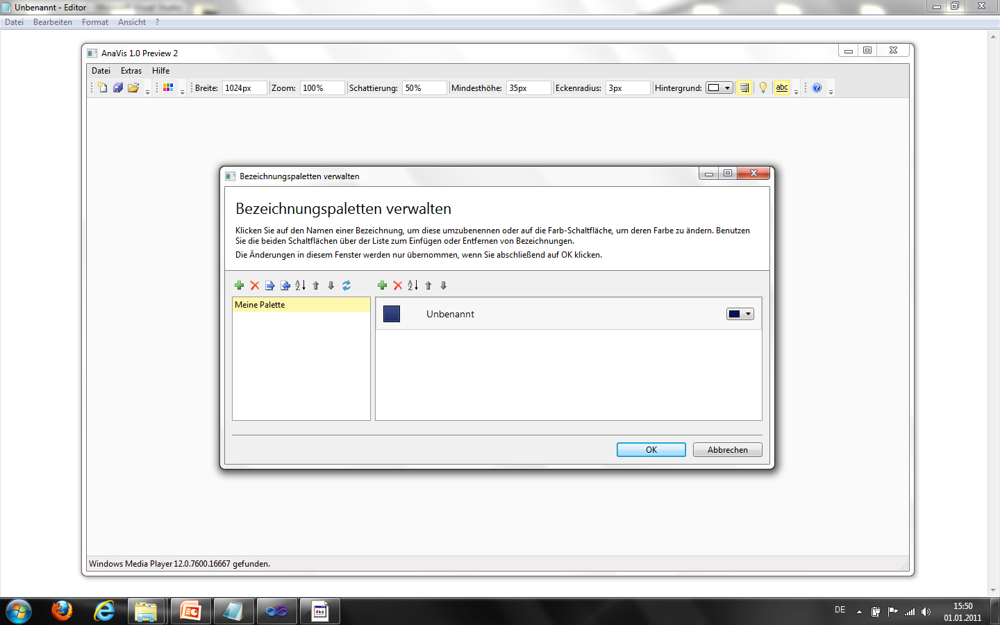 Unbenannt - Editor
Datei Bearbeiten Format Ansicht ?
AnaVis 1.0 Preview 2
Datei Extras Hilfe
Breite: 1024px Zoom: 100% Schattierung: 50% Mindesthöhe: 35px Eckenradius: 3px Hintergrund: abc
Bezeichnungspaletten verwalten
Bezeichnungspaletten verwalten
Klicken Sie auf den Namen einer Bezeichnung, um diese umzubenennen oder auf die Farb-Schaltfläche, um deren Farbe zu ändern. Benutzen
Sie die beiden Schaltflächen über der Liste zum Einfügen oder Entfernen von Bezeichnungen.
Die Änderungen in diesem Fenster werden nur übernommen, wenn Sie abschließend auf OK klicken.
Meine Palette
Unbenannt
OK Abbrechen
Windows Media Player 12.0.7600.16667 gefunden.
DE 15:50
01.01.2011